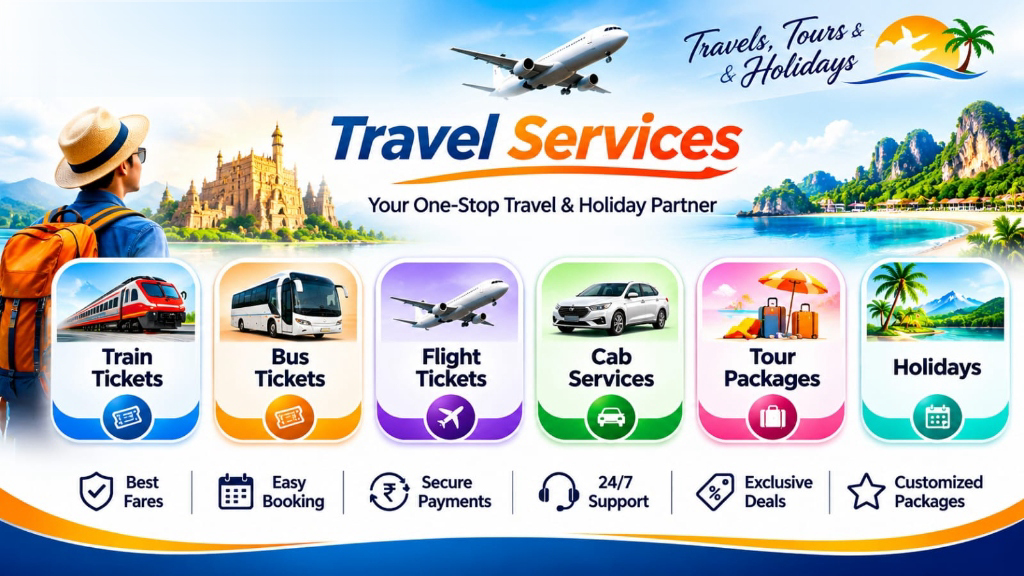 Travels, Tours &
& Holidays
Travel Services
Your One-Stop Travel & Holiday Partner
Train
Tickets
Bus
Tickets
Flight
Tickets
Cab
Services
Tour
Packages
Holidays
Best
Fares
Easy
Booking
₹
Secure
Payments
24/7
Support
%
Exclusive
Deals
Customized
Packages